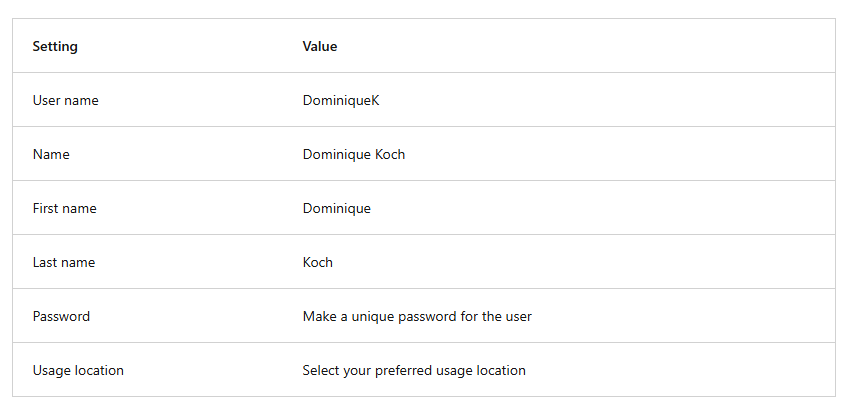 Setting Value
User name DominiqueK
Name Dominique Koch
First name Dominique
Last name Koch
Password Make a unique password for the user
Usage location Select your preferred usage location